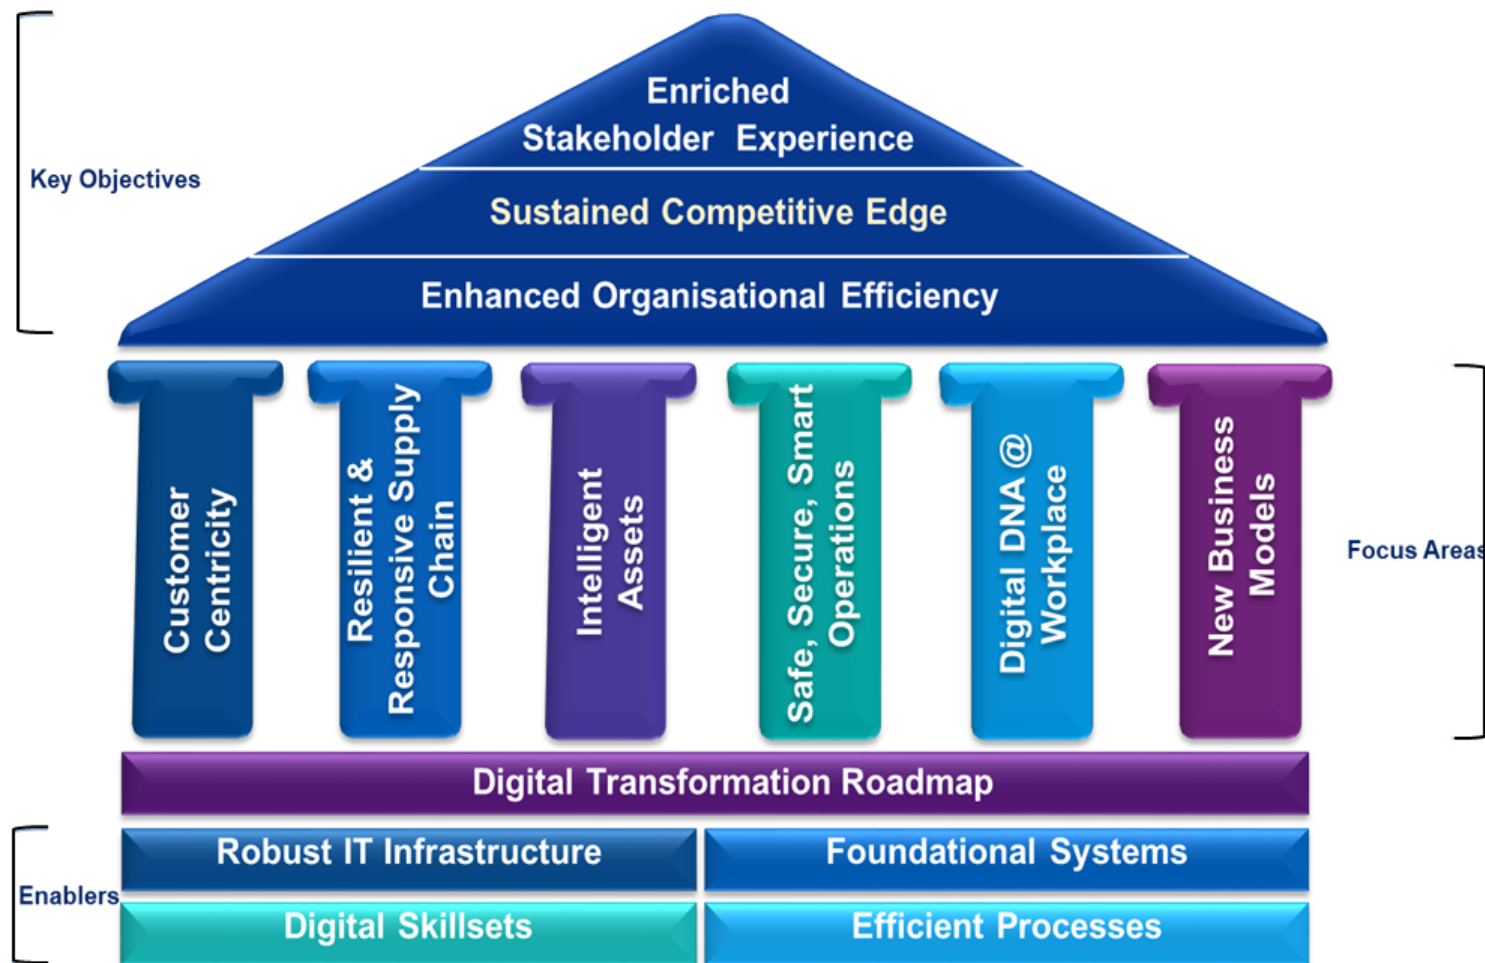 Enriched
Stakeholder Experience
Key Objectives
Sustained Competitive Edge
Enhanced Organisational Efficiency
Customer
Centricity
Resilient &
Responsive Supply
Chain
Intelligent
Assets
Safe, Secure, Smart
Operations
Digital DNA @
Workplace
New Business
Models
Focus Areas
Digital Transformation Roadmap
Robust IT Infrastructure
Foundational Systems
Enablers
Digital Skillsets
Efficient Processes